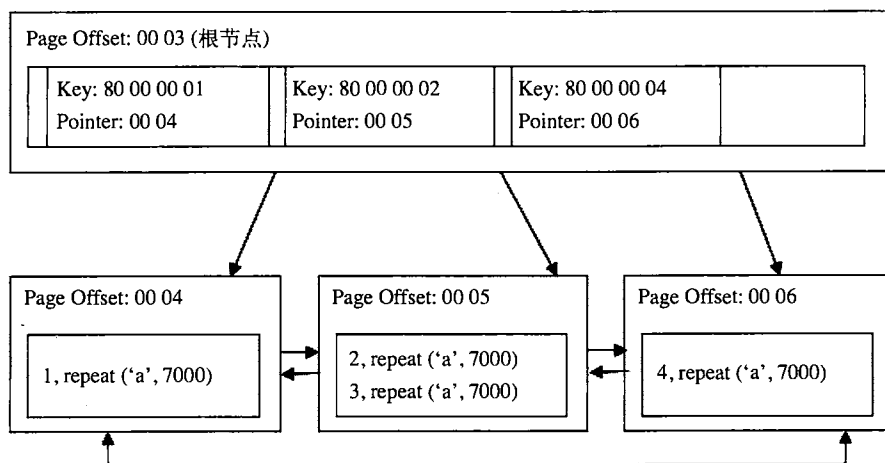 Page Offset: 00 03 (根节点)
Key: 80 00 00 01
Pointer: 00 04
Key: 80 00 00 02
Pointer: 00 05
Key: 80 00 00 04
Pointer: 00 06
Page Offset: 00 04
1, repeat (‘a’, 7000)
Page Offset: 00 05
2, repeat (‘a’, 7000)
3, repeat (‘a’, 7000)
Page Offset: 00 06
4, repeat (‘a’, 7000)